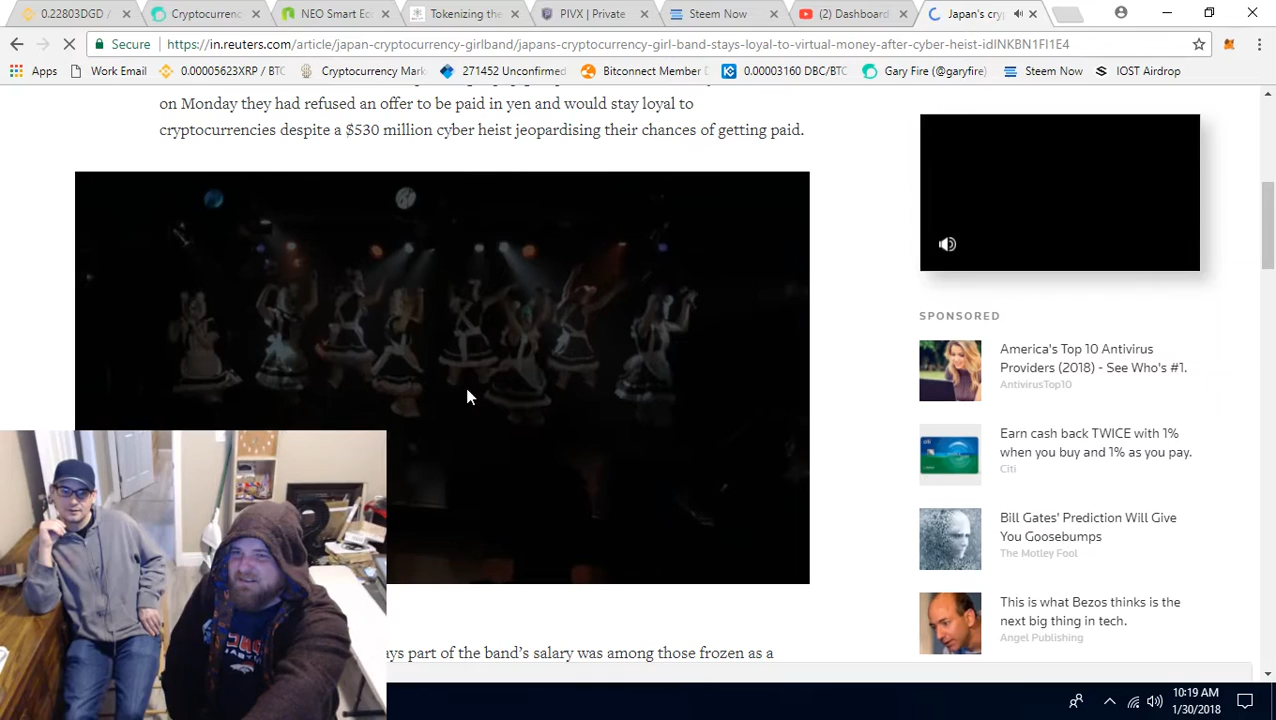 0.22803DGD /
Cryptocurren
NEO Smart Ec
Tokenizing the
PIVX | Private
Steem Now
(2) Dashboard
Japan's cry
Secure
https://in.reuters.com/article/japan-cryptocurrency-girlband/japans-cryptocurrency-girl-band-stays-loyal-to-virtual-money-after-cyber-heist-idINKBN1FI1E4
Apps
Work Email
0.00005623XRP / BTC
Cryptocurrency Mark
271452 Unconfirmed
Bitconnect Member D
0.00003160 DBC/BTC
Gary Fire (@garyfire)
Steem Now
IOST Airdrop
on Monday they had refused an offer to be paid in yen and would stay loyal to
cryptocurrencies despite a $530 million cyber heist jeopardising their chances of getting paid.
SPONSORED
America's Top 10 Antivirus
Providers (2018) - See Who's #1.
AntivirusTop10
Earn cash back TWICE with 1%
when you buy and 1% as you pay.
Citi
Bill Gates' Prediction Will Give
You Goosebumps
The Motley Fool
This is what Bezos thinks is the
next big thing in tech.
Angel Publishing
ays part of the band's salary was among those frozen as a
10:19 AM
1/30/2018